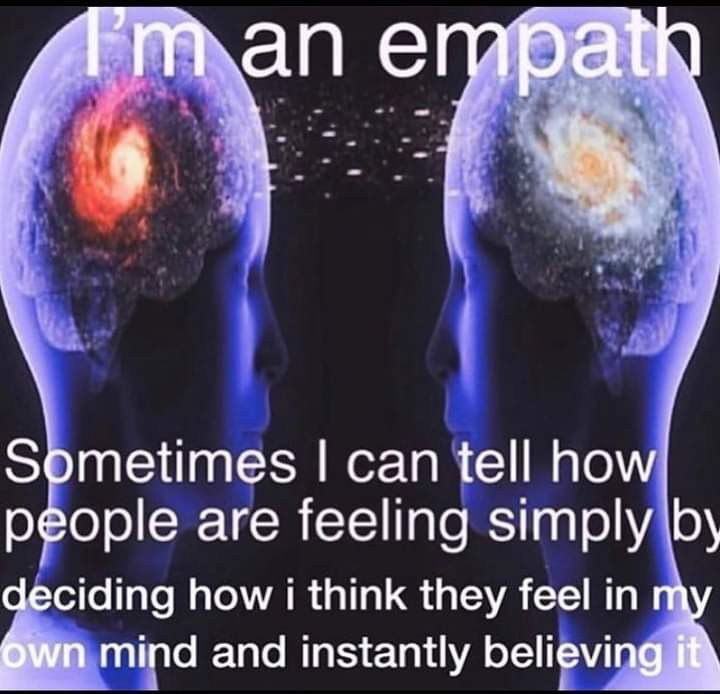 I'm an empath
Sometimes I can tell how
people are feeling simply by
deciding how i think they feel in my
own mind and instantly believing it